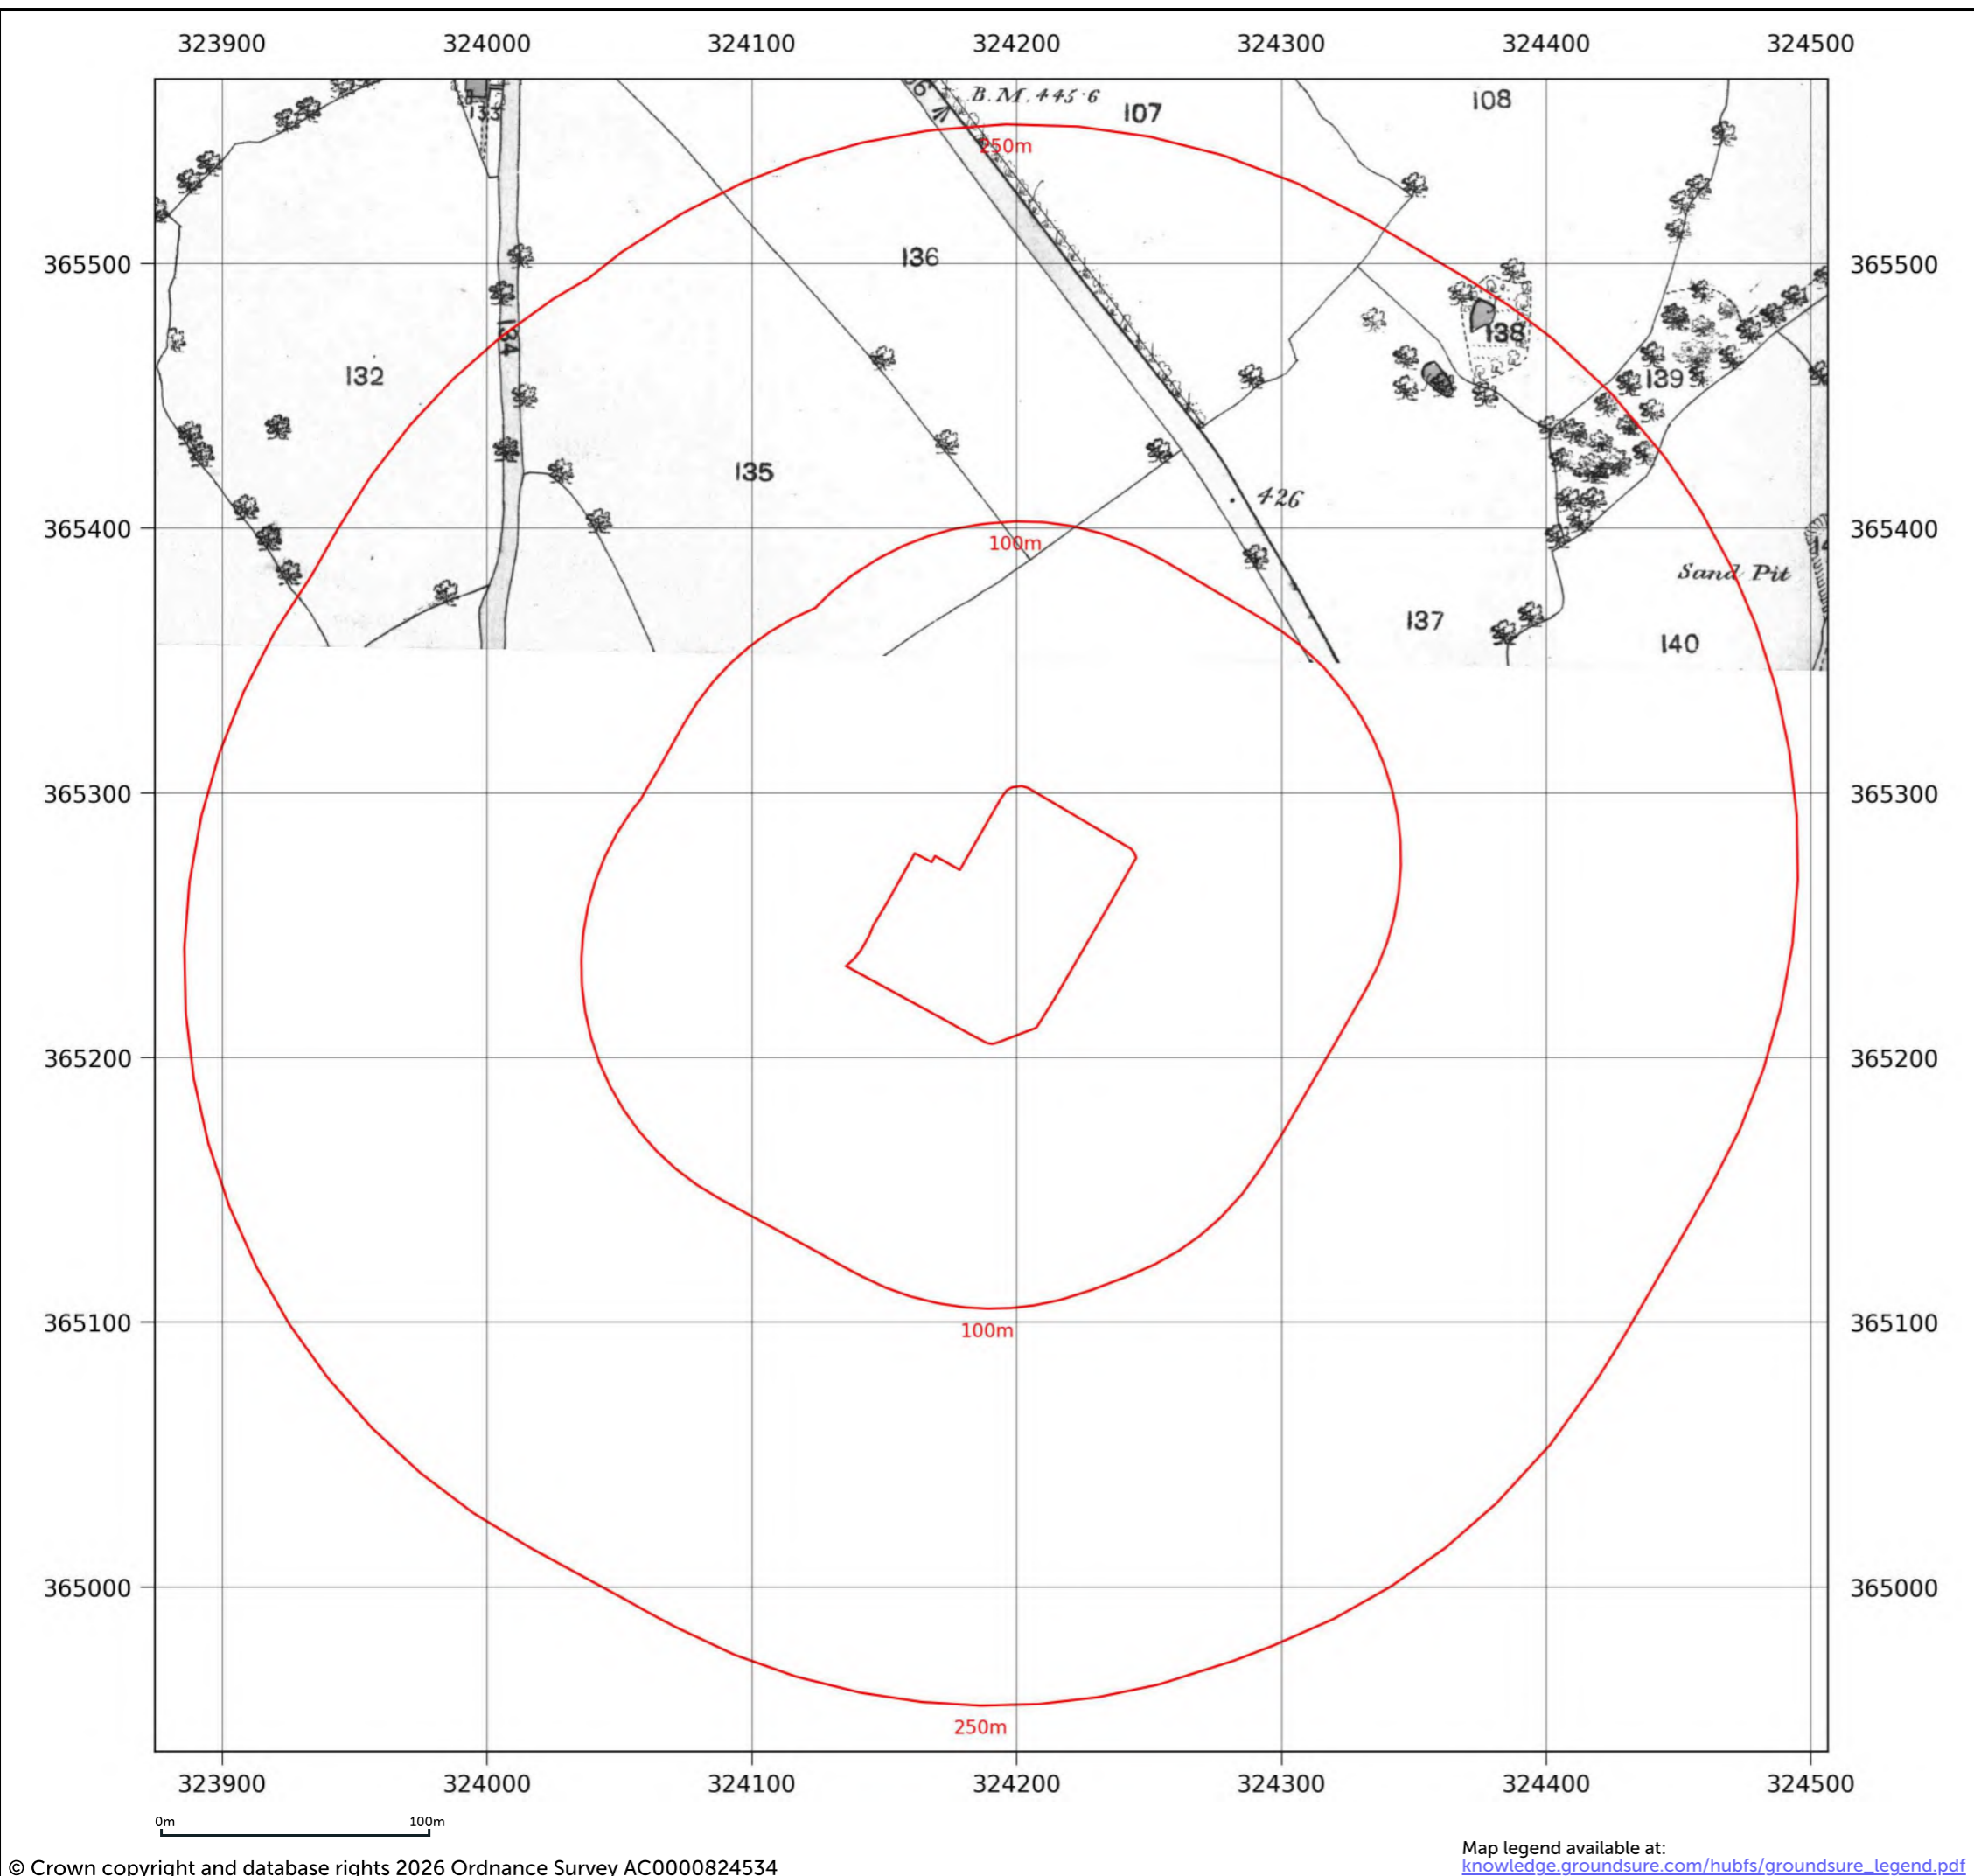 323900 324000 324100 324200 324300 324400 324500
B.M. 445·6
107
108
133
250m
365500 365500
136
134
138
132
139
135
426
365400 365400
100m
Sand Pit
137
140
365300 365300
365200 365200
365100 365100
100m
365000 365000
250m
323900 324000 324100 324200 324300 324400 324500
0m 100m
Map legend available at:
© Crown copyright and database rights 2026 Ordnance Survey AC0000824534
knowledge.groundsure.com/hubfs/groundsure_legend.pdf